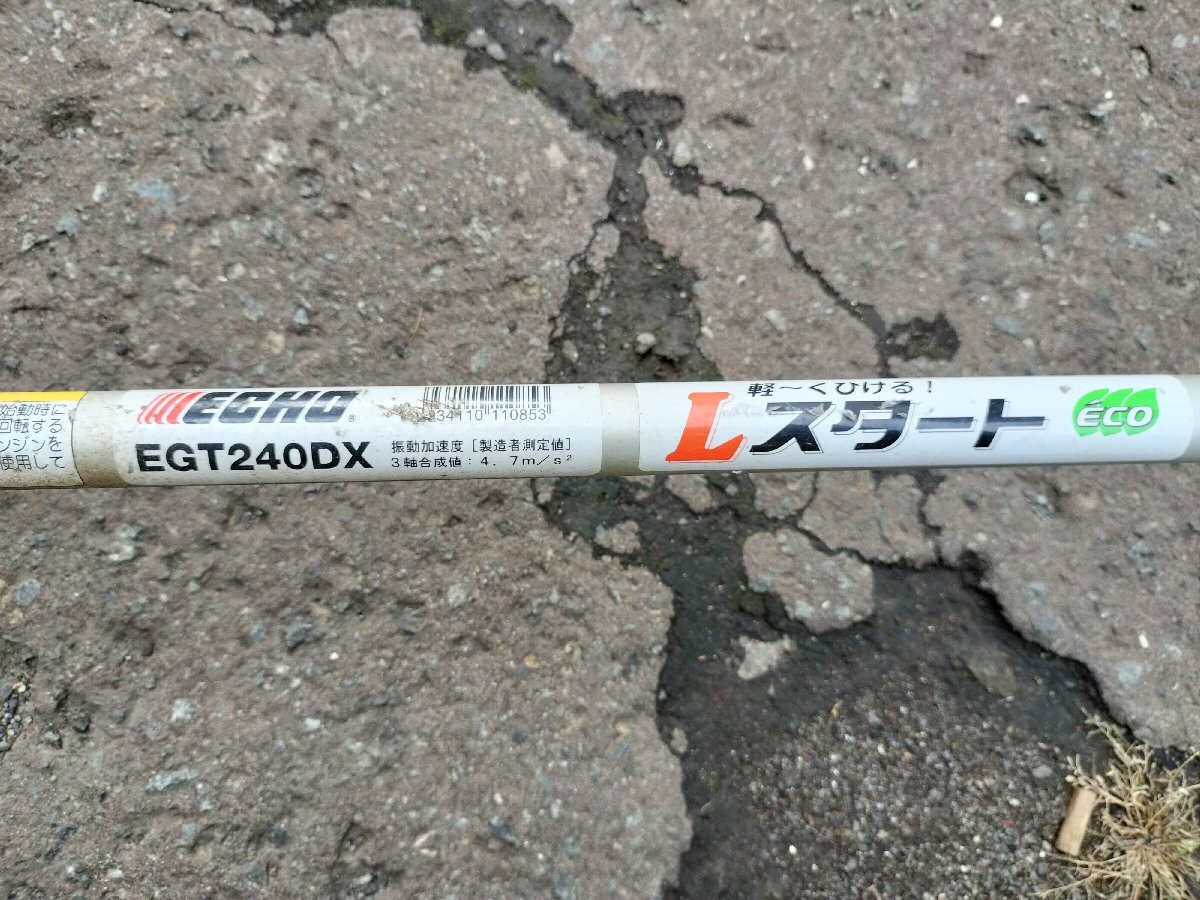 始動時に
回転する
ンジンを
使用して
ECHO
34110 110853
EGT240DX
振動加速度 [製造者測定値]
3軸合成値：4．7m／s²
軽〜くひける！
Lスタート
ECO